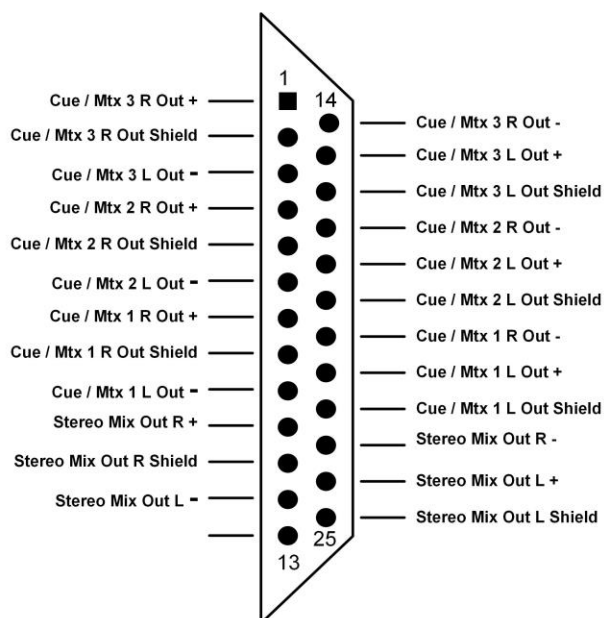 1
14
Cue / Mtx 3 R Out +
Cue / Mtx 3 R Out Shield
Cue / Mtx 3 L Out -
Cue / Mtx 2 R Out +
Cue / Mtx 2 R Out Shield
Cue / Mtx 2 L Out -
Cue / Mtx 1 R Out +
Cue / Mtx 1 R Out Shield
Cue / Mtx 1 L Out -
Stereo Mix Out R +
Stereo Mix Out R Shield
Stereo Mix Out L -
Cue / Mtx 3 R Out -
Cue / Mtx 3 L Out +
Cue / Mtx 3 L Out Shield
Cue / Mtx 2 R Out -
Cue / Mtx 2 L Out +
Cue / Mtx 2 L Out Shield
Cue / Mtx 1 R Out -
Cue / Mtx 1 L Out +
Cue / Mtx 1 L Out Shield
Stereo Mix Out R -
Stereo Mix Out L +
Stereo Mix Out L Shield
25
13